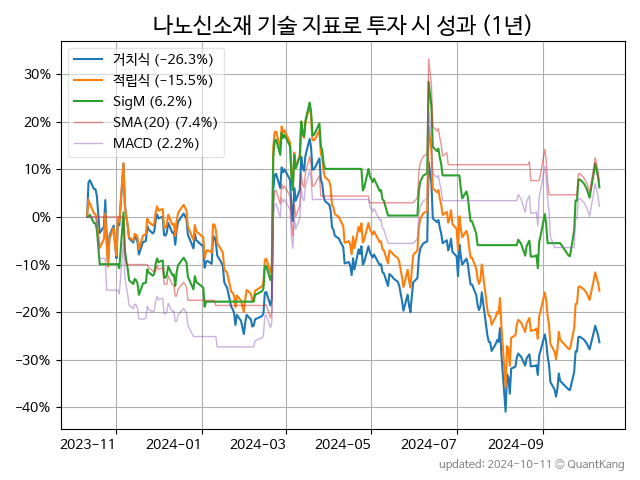 나노신소재 기술 지표로 투자 시 성과 (1년)
거치식 (−26.3%)
적립식 (−15.5%)
SigM (6.2%)
SMA(20) (7.4%)
MACD (2.2%)
30%
20%
10%
0%
−10%
−20%
−30%
−40%
2023-11 2024-01 2024-03 2024-05 2024-07 2024-09
updated: 2024-10-11 © QuantKang